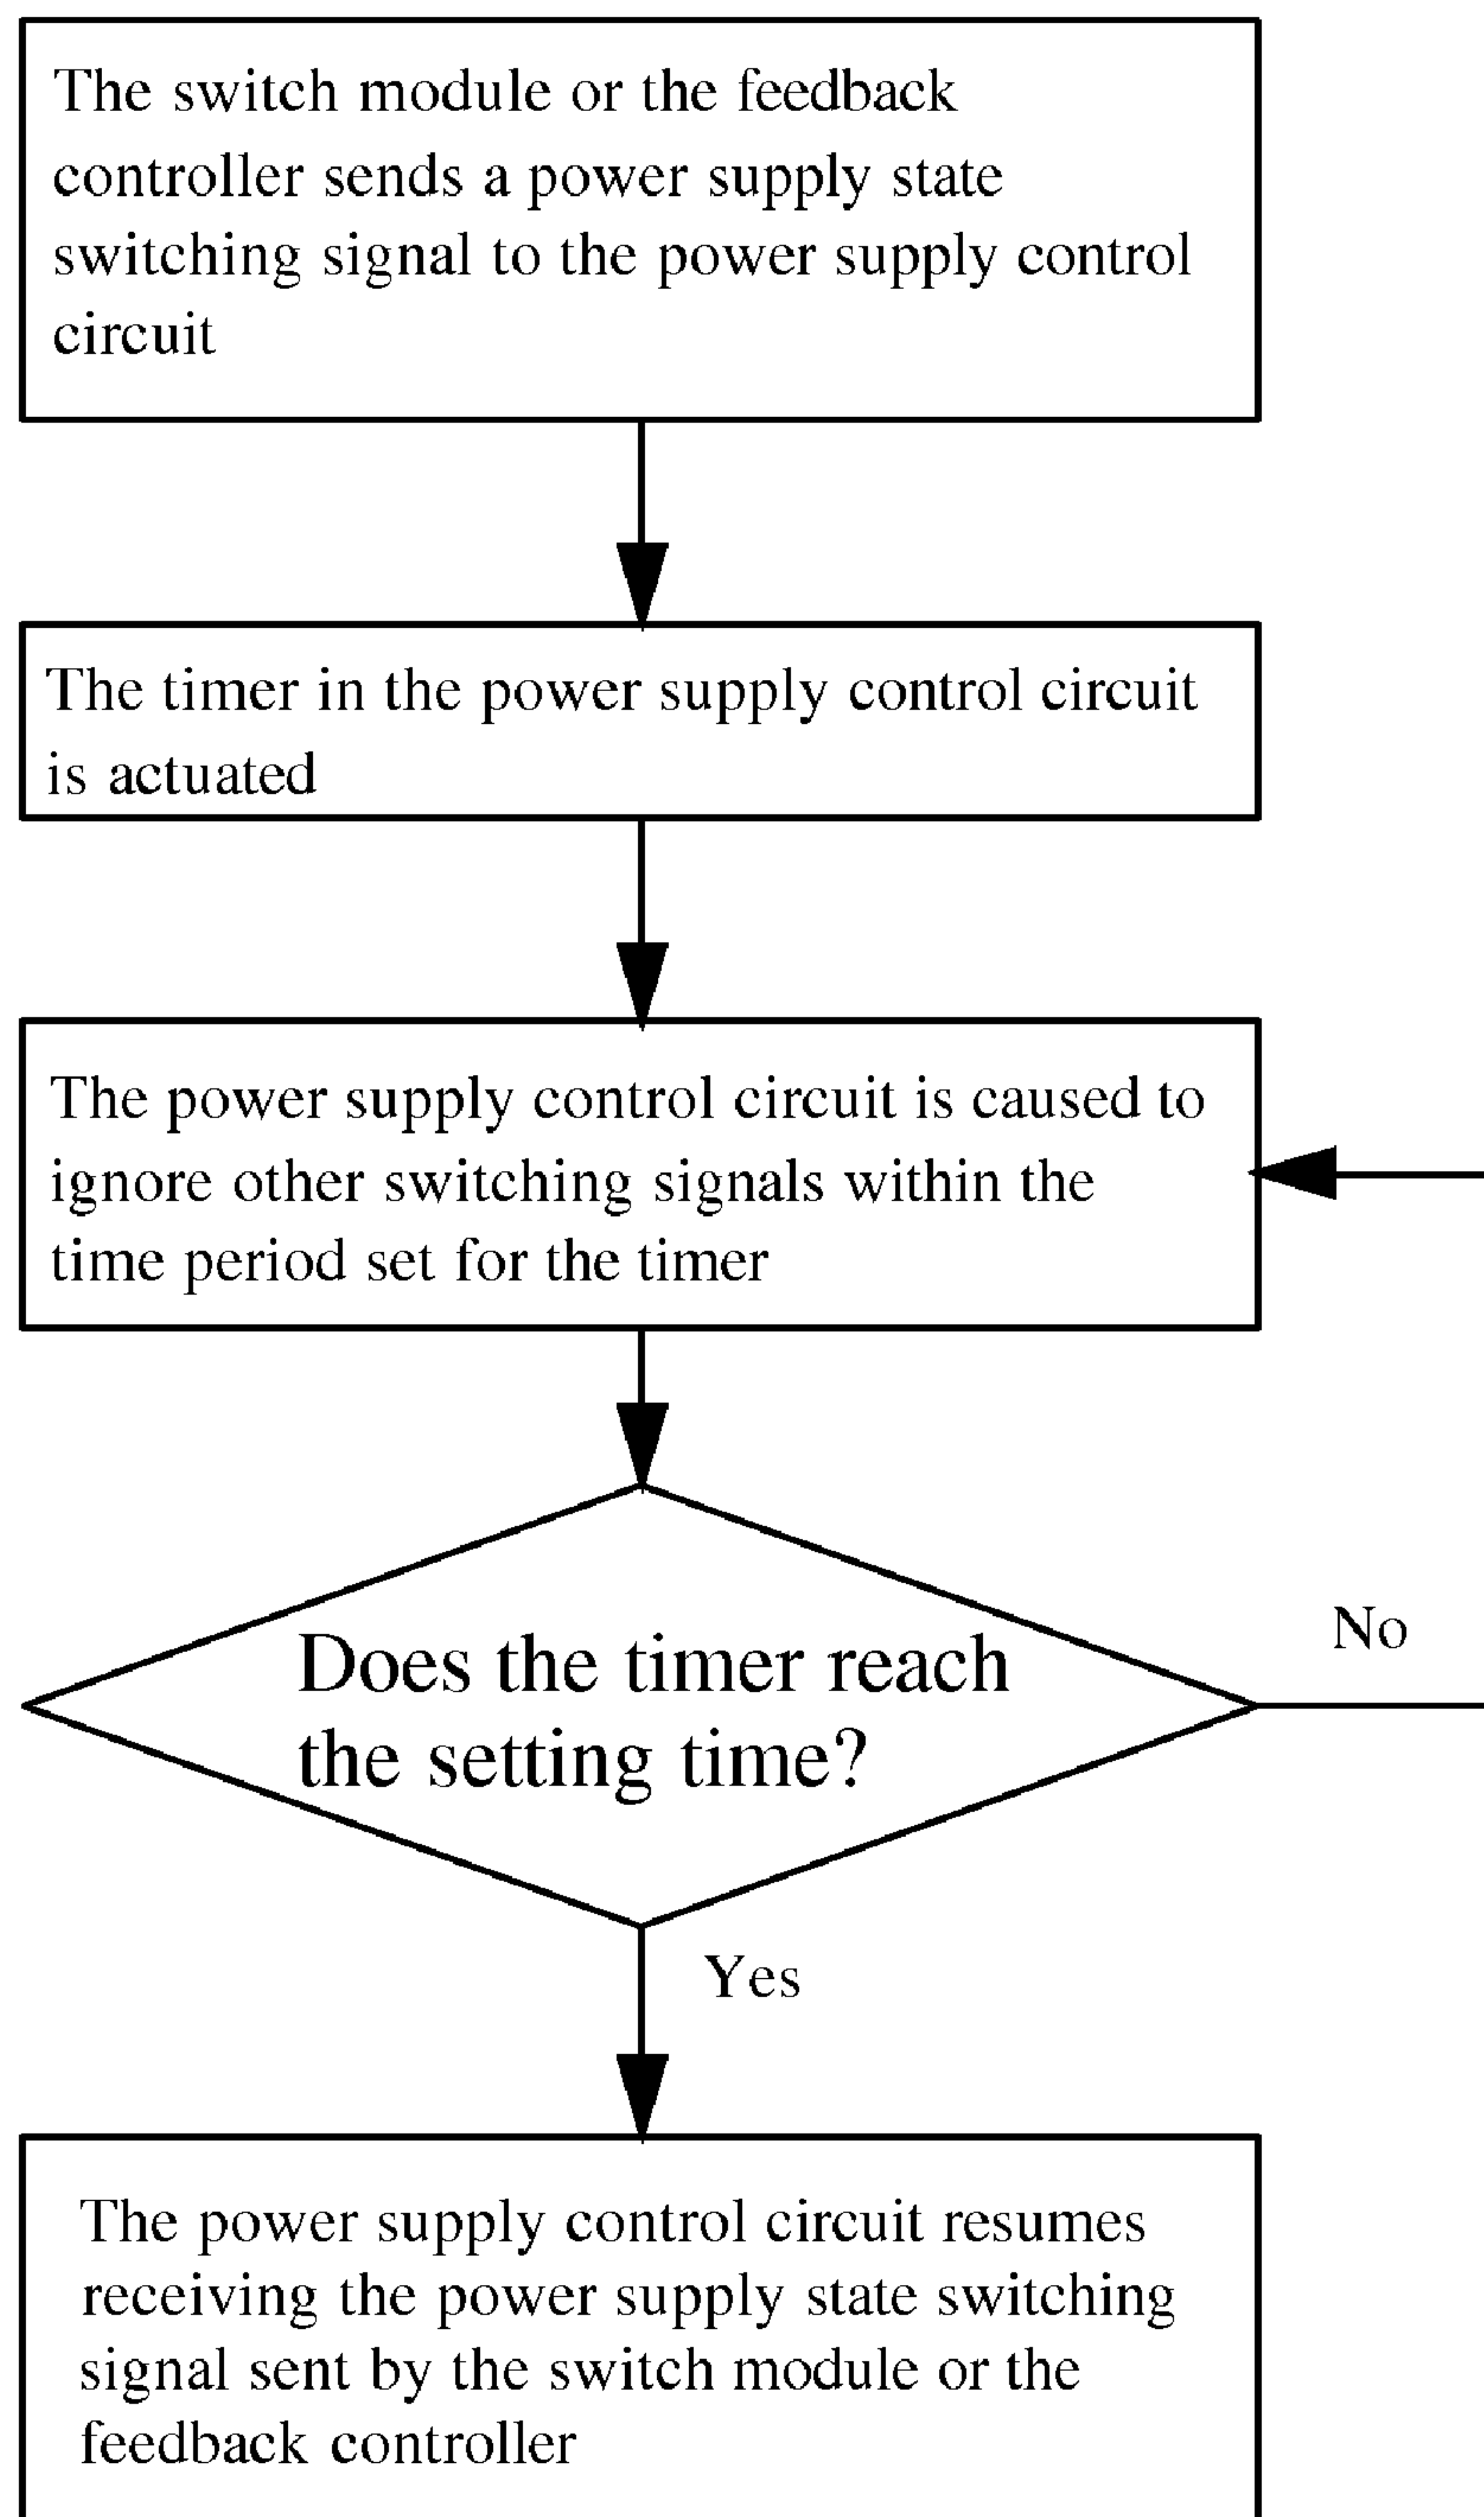 The switch module or the feedback
controller sends a power supply state
switching signal to the power supply control
circuit
The timer in the power supply control circuit
is actuated
The power supply control circuit is caused to
ignore other switching signals within the
time period set for the timer
Does the timer reach
the setting time?
No
Yes
The power supply control circuit resumes
receiving the power supply state switching
signal sent by the switch module or the
feedback controller